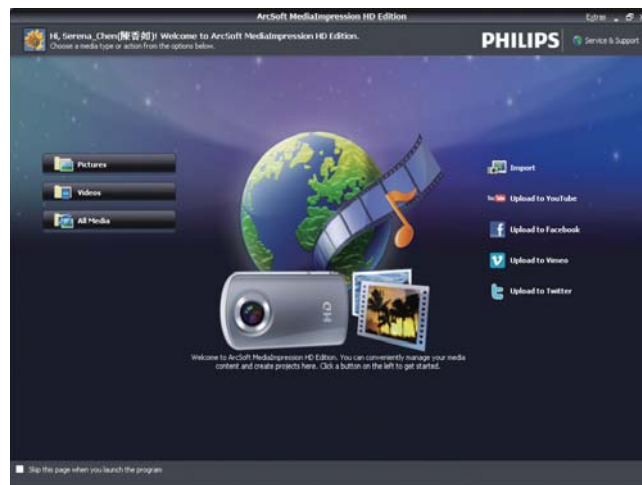 ArcSoft MediaImpression HD Edition
Extras
Hi, Serena_Chen(陳香如)! Welcome to ArcSoft MediaImpression HD Edition.
Choose a media type or action from the options below.
PHILIPS
Service & Support
Pictures
Videos
All Media
Import
You Tube
Upload to YouTube
f
Upload to Facebook
v
Upload to Vimeo
t
Upload to Twitter
HD
Welcome to ArcSoft MediaImpression HD Edition. You can conveniently manage your media
content and create projects here. Click a button on the left to get started.
Skip this page when you launch the program